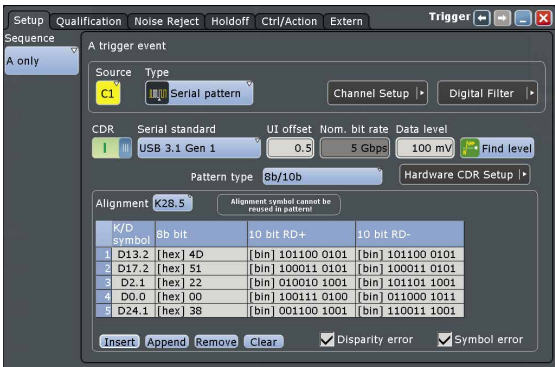 Setup Qualification Noise Reject Holdoff Ctrl/Action Extern Trigger
Sequence
A only
A trigger event
Source Type
C1 Serial pattern Channel Setup Digital Filter
CDR Serial standard UI offset Nom. bit rate Data level
USB 3.1 Gen 1 0.5 5 Gbps 100 mV Find level
Pattern type 8b/10b Hardware CDR Setup
Alignment K28.5 Alignment symbol cannot be
reused in pattern!
K/D
symbol 8b bit 10 bit RD+ 10 bit RD-
1 D13.2 [hex] 4D [bin] 101100 0101 [bin] 101100 0101
2 D17.2 [hex] 51 [bin] 100011 0101 [bin] 100011 0101
3 D2.1 [hex] 22 [bin] 010010 1001 [bin] 101101 1001
4 D0.0 [hex] 00 [bin] 100111 0100 [bin] 011000 1011
5 D24.1 [hex] 38 [bin] 001100 1001 [bin] 110011 1001
Insert Append Remove Clear Disparity error Symbol error